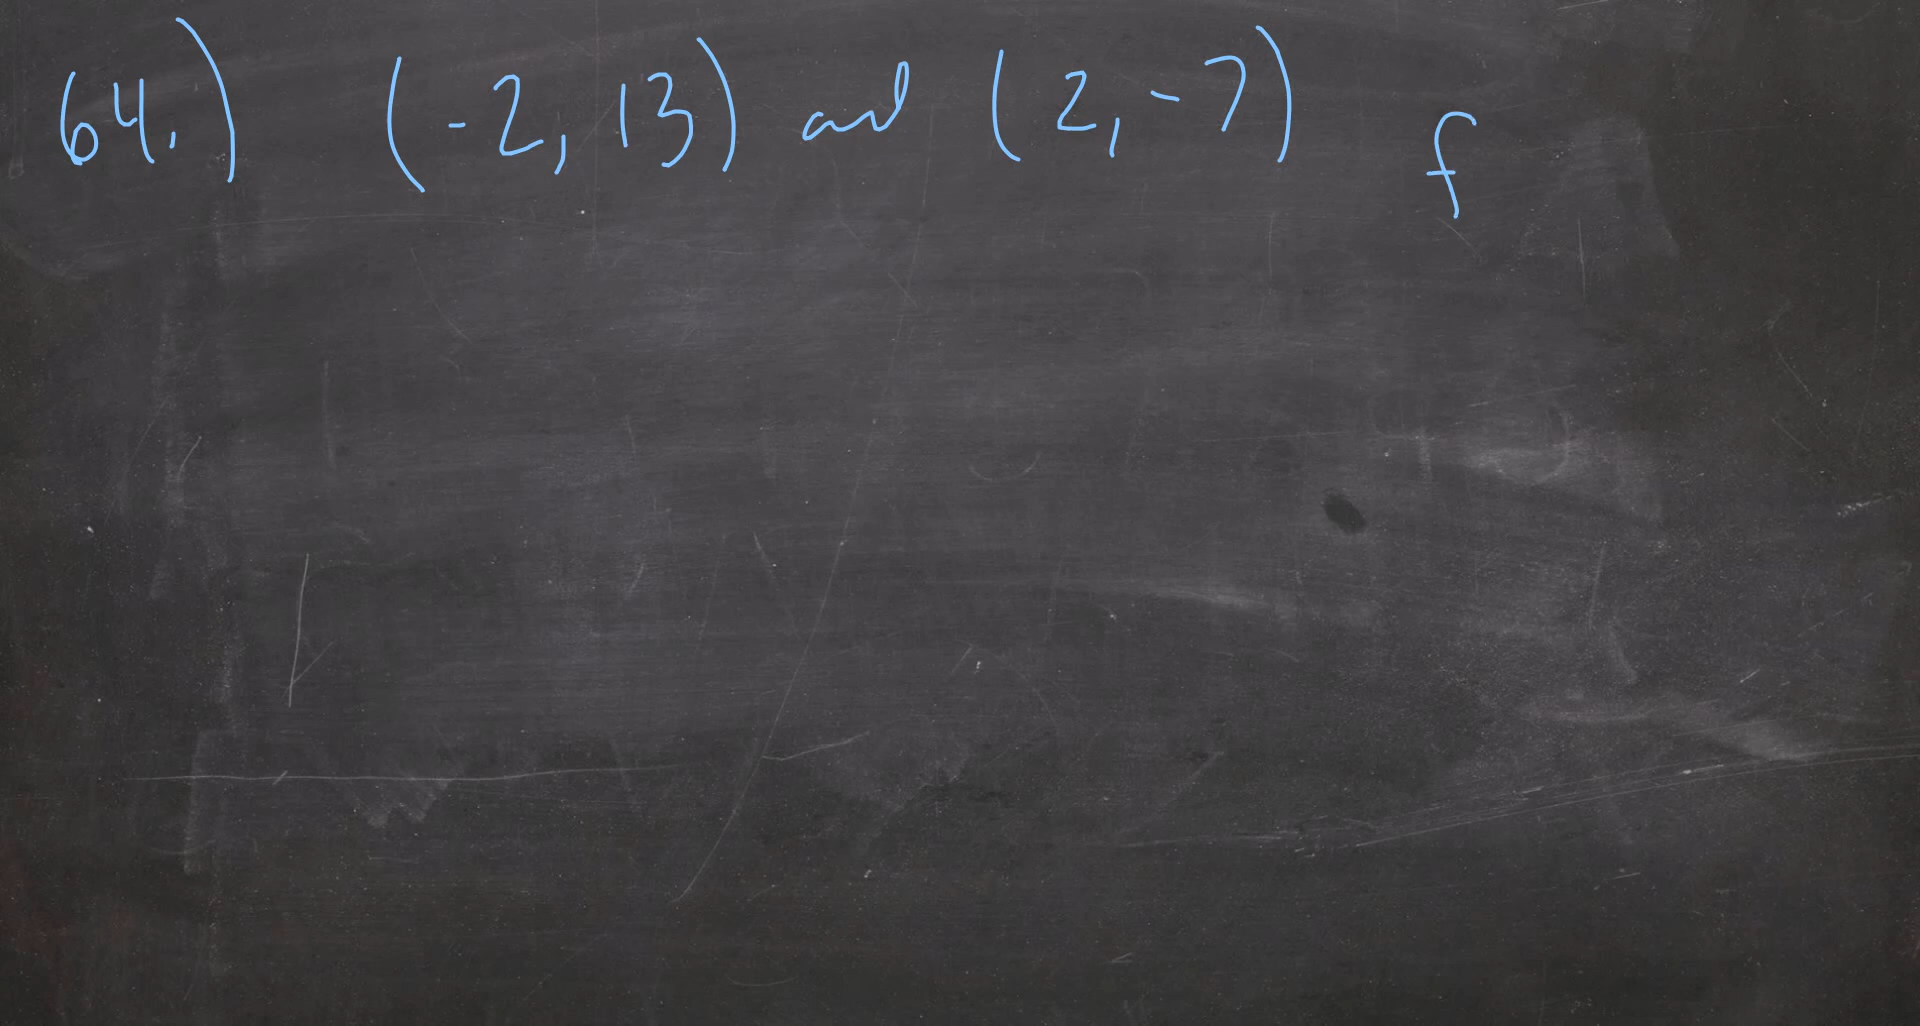 64.) (-2, 13) and (2, -7) f